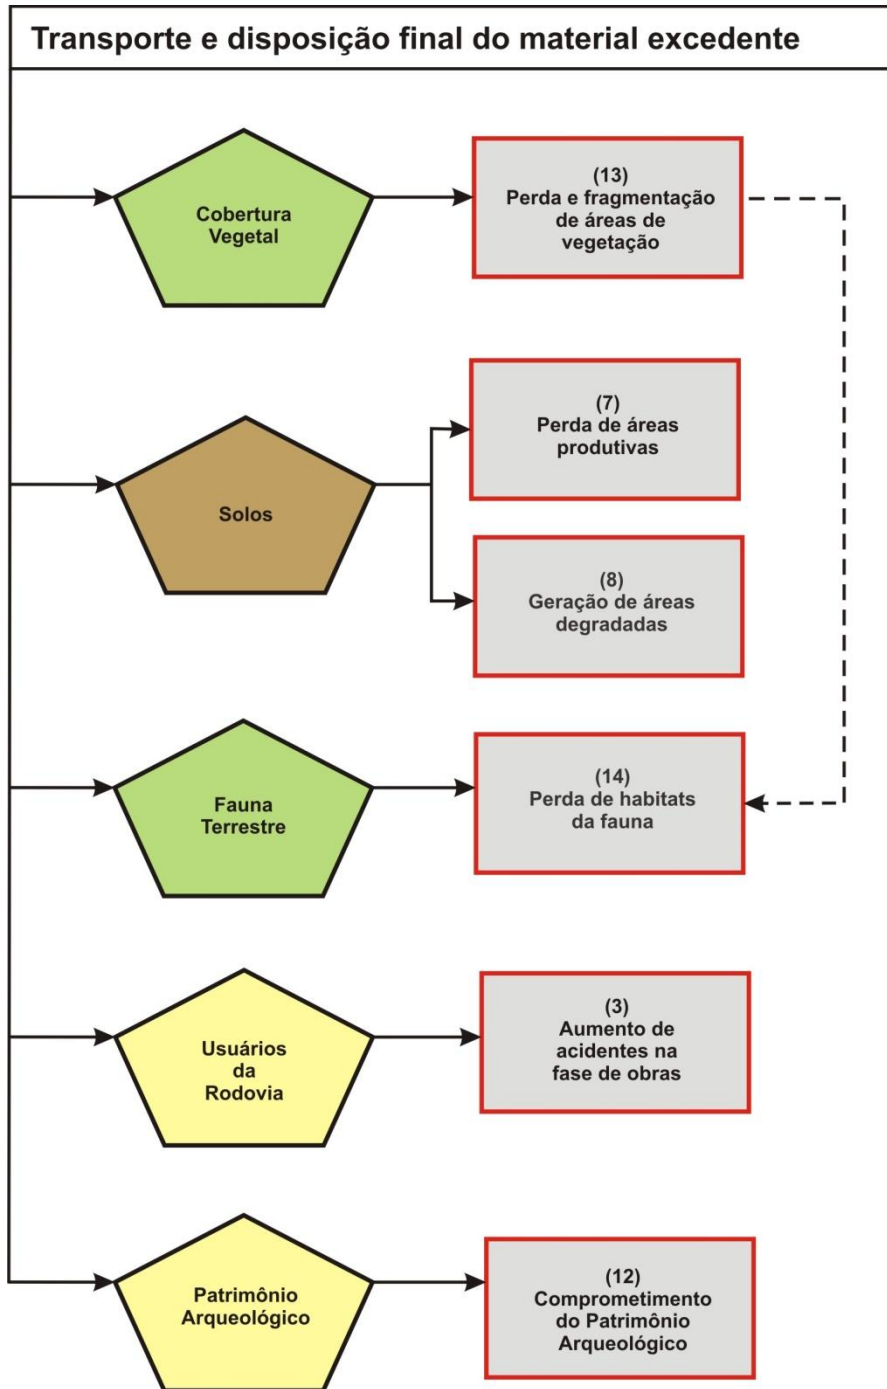 Transporte e disposição final do material excedente
Cobertura
Vegetal
(13)
Perda e fragmentação
de áreas de
vegetação
Solos
(7)
Perda de áreas
produtivas
(8)
Geração de áreas
degradadas
Fauna
Terrestre
(14)
Perda de habitats
da fauna
Usuários
da
Rodovia
(3)
Aumento de
acidentes na
fase de obras
Patrimônio
Arqueológico
(12)
Comprometimento
do Patrimônio
Arqueológico